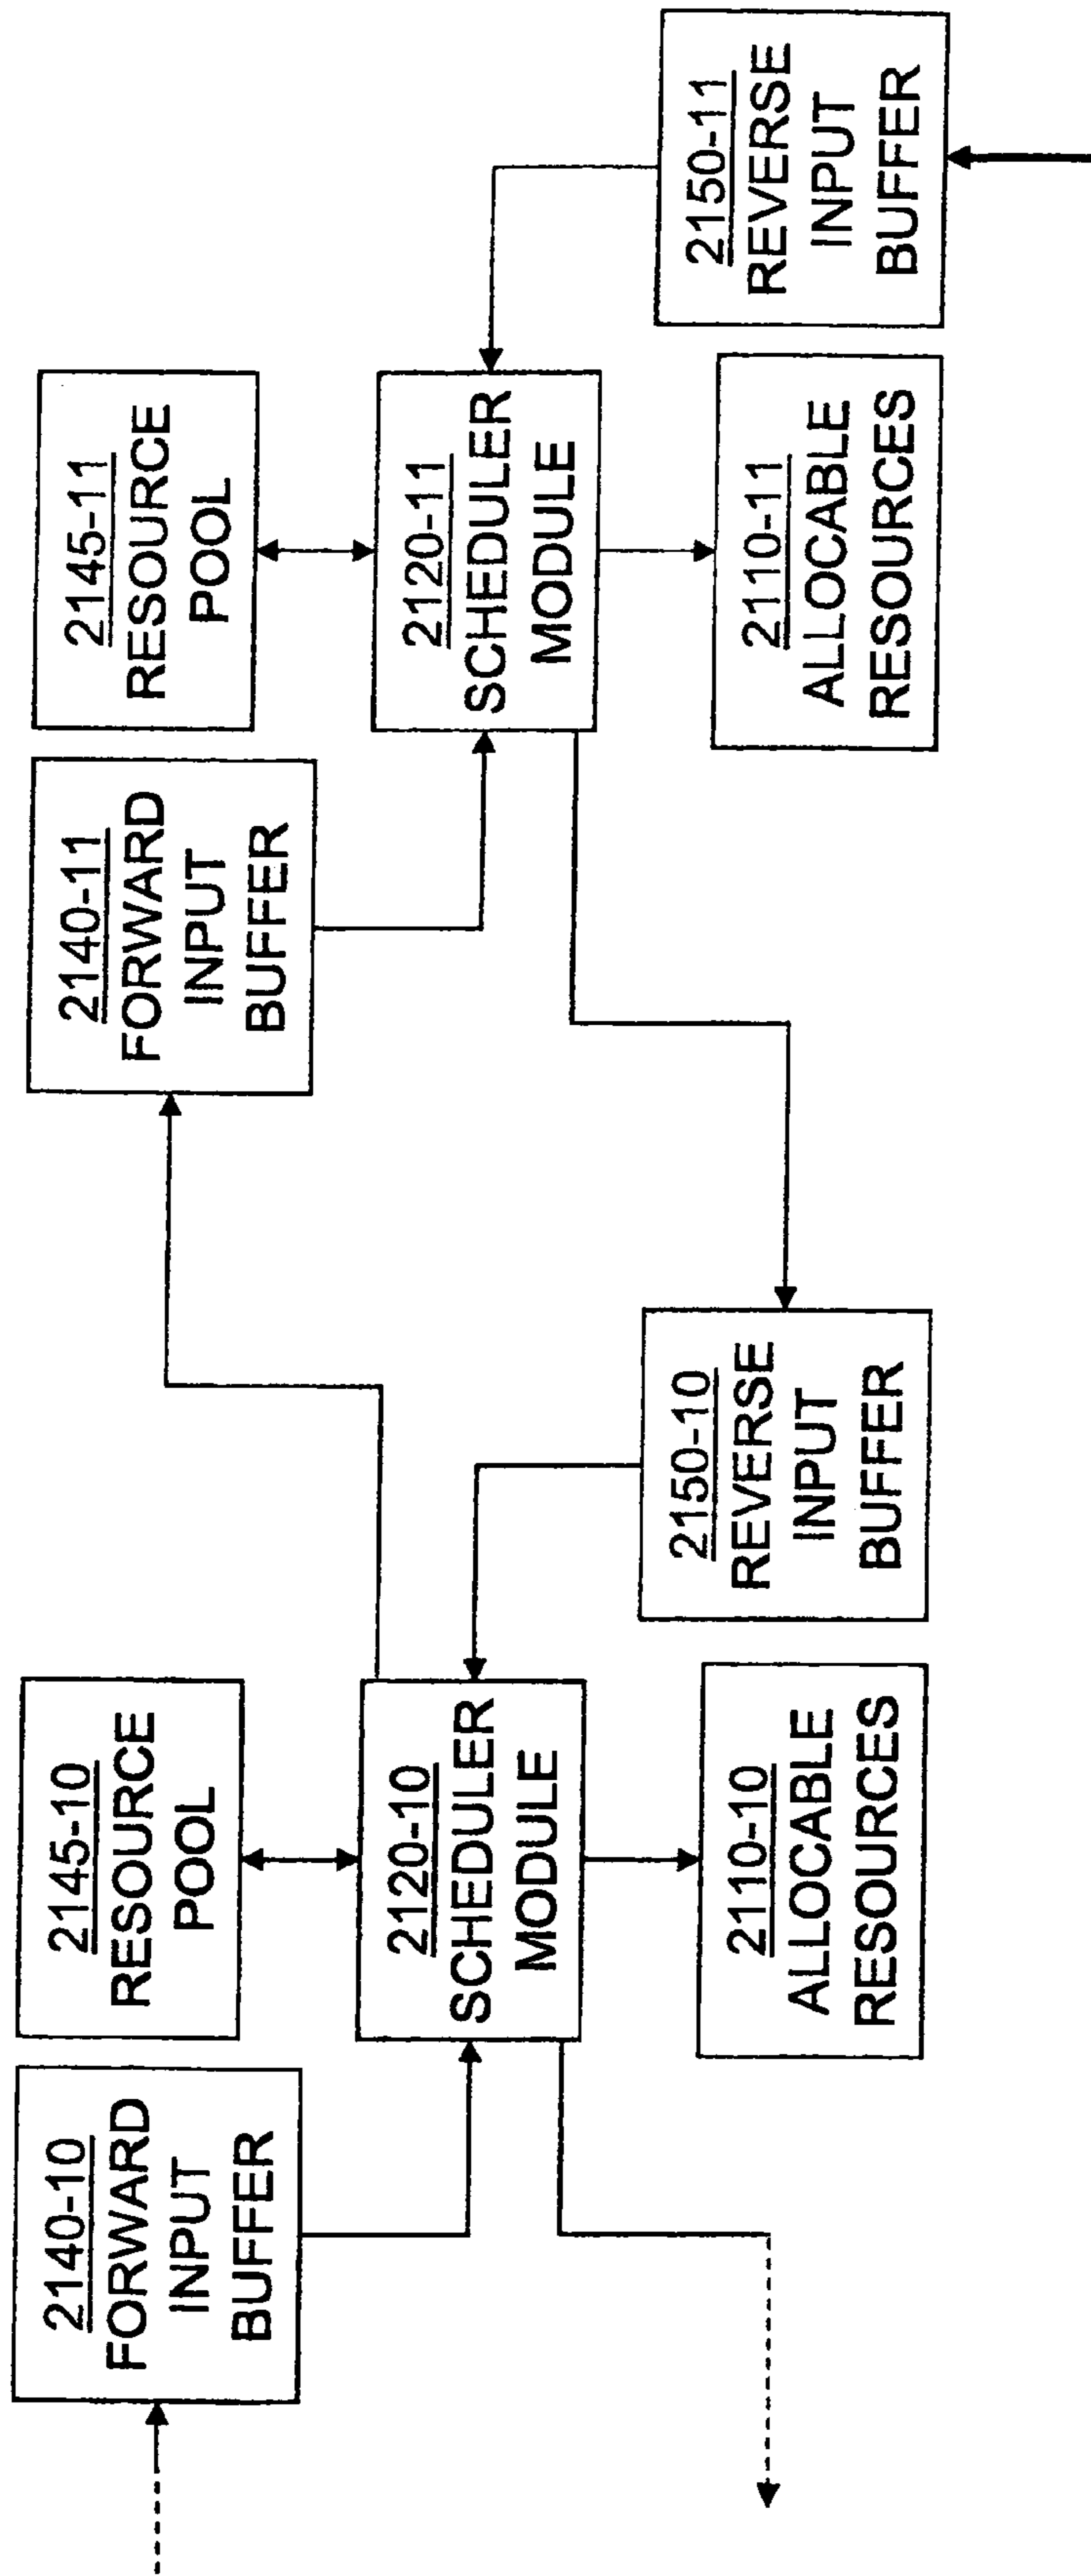 2140-10
FORWARD
INPUT
BUFFER
2145-10
RESOURCE
POOL
2120-10
SCHEDULER
MODULE
2110-10
ALLOCABLE
RESOURCES
2150-10
REVERSE
INPUT
BUFFER
2140-11
FORWARD
INPUT
BUFFER
2145-11
RESOURCE
POOL
2120-11
SCHEDULER
MODULE
2110-11
ALLOCABLE
RESOURCES
2150-11
REVERSE
INPUT
BUFFER